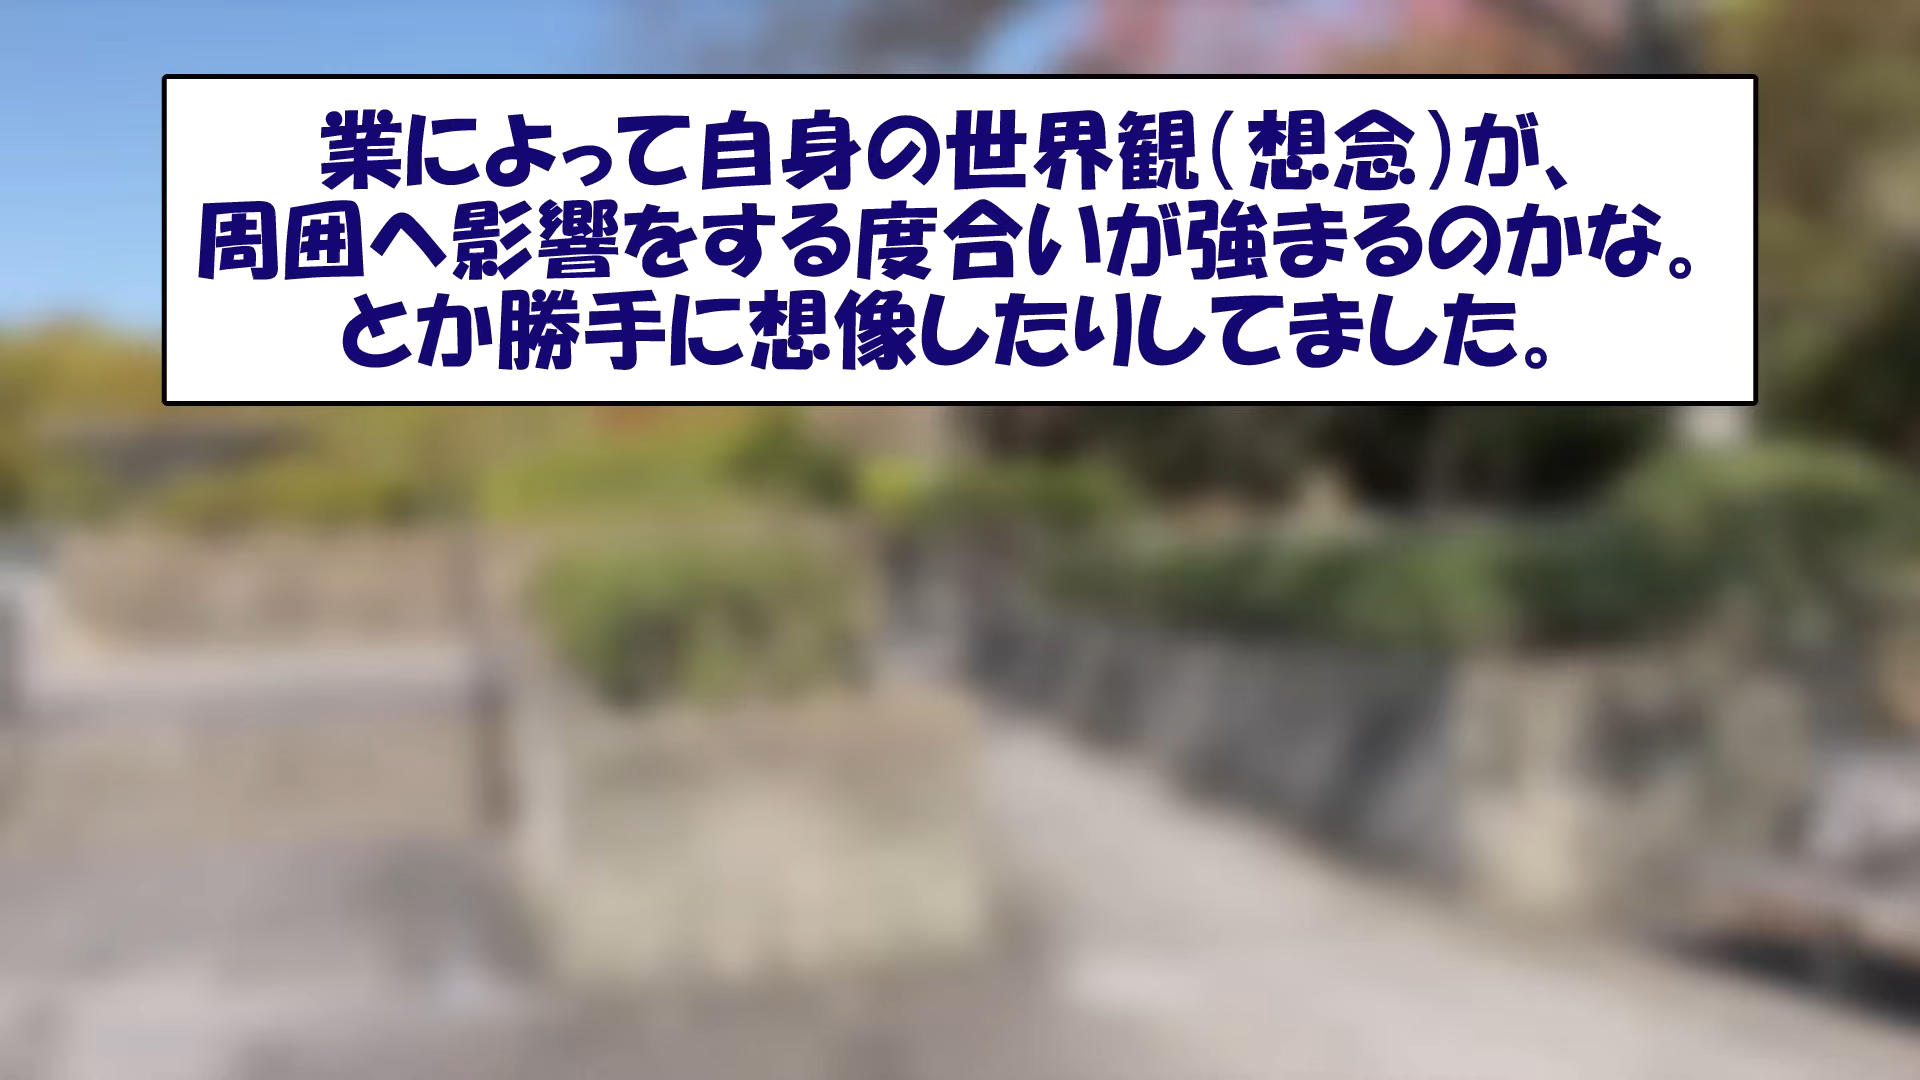 業によって自身の世界観（想念）が、
周囲へ影響をする度合いが強まるのかな。
とか勝手に想像したりしてました。